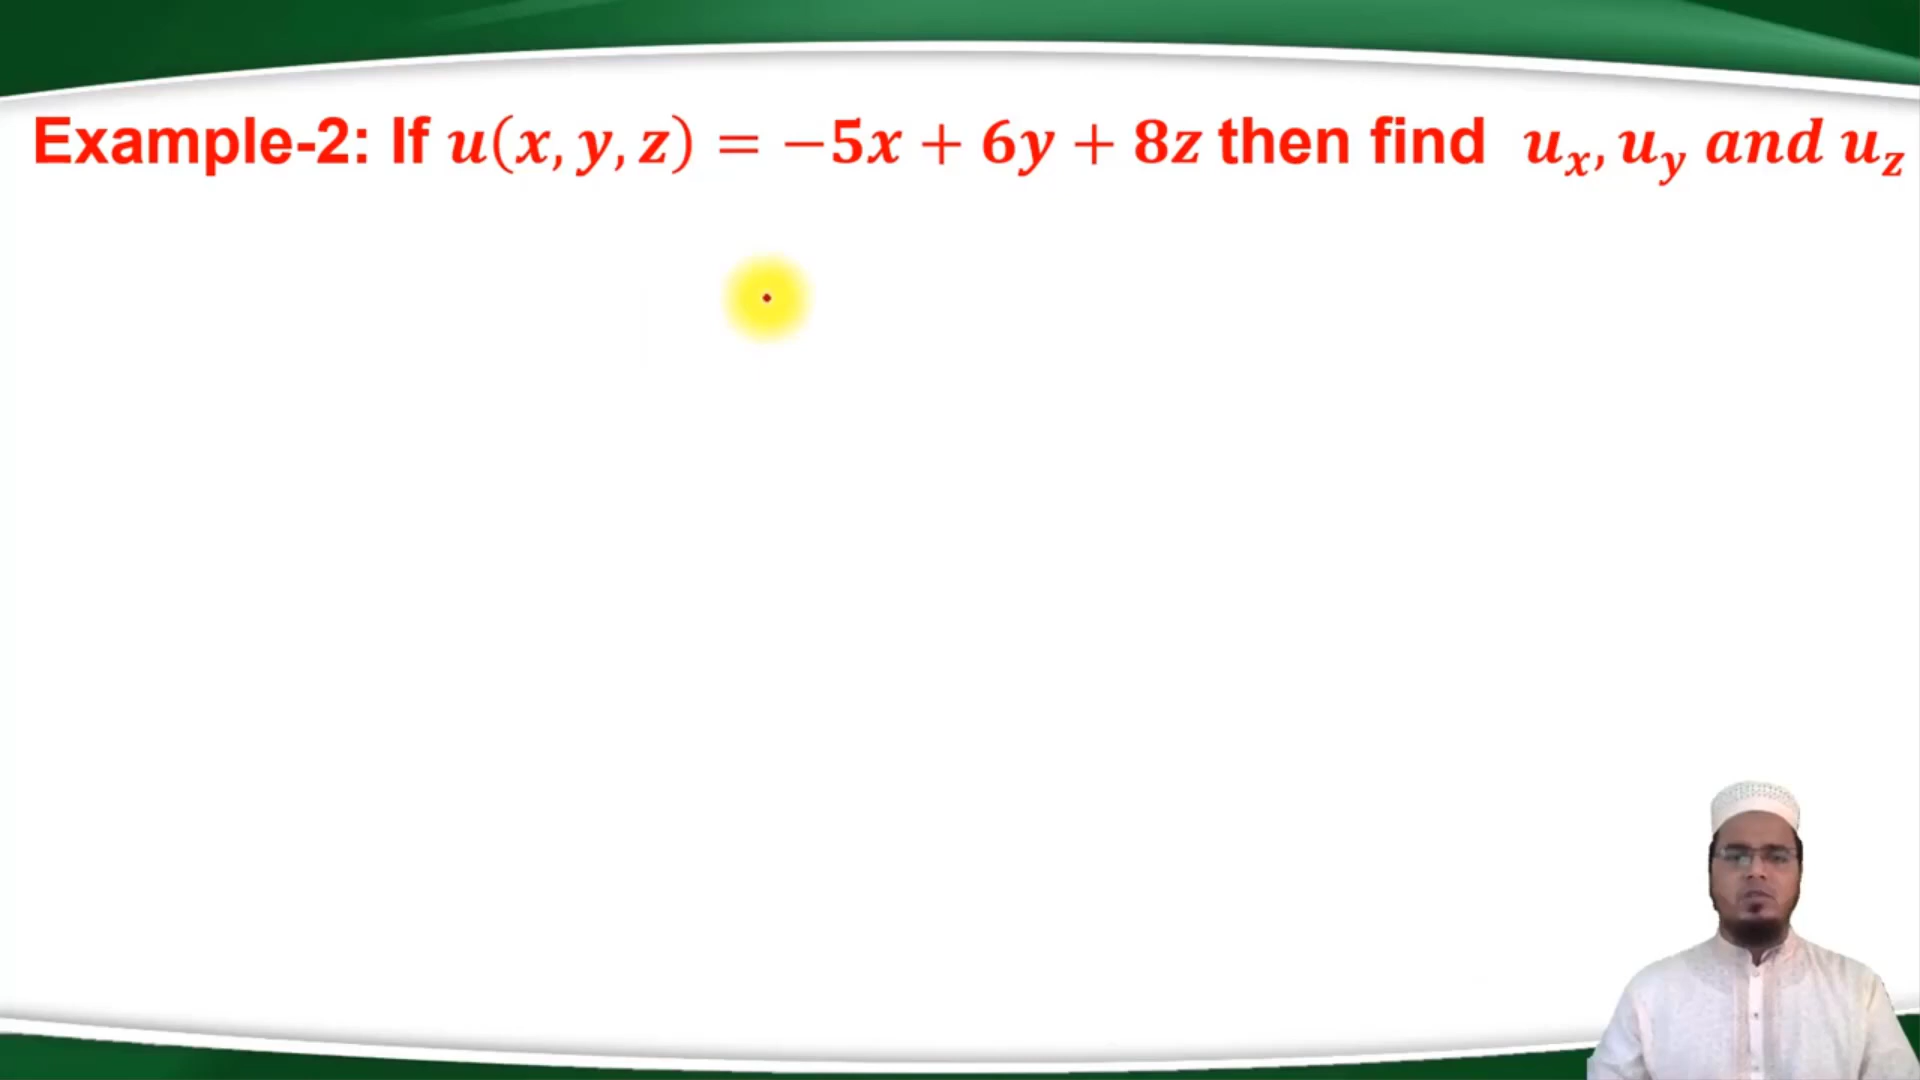 Example-2: If u(x, y, z) = −5x + 6y + 8z then find u_x, u_y and u_z